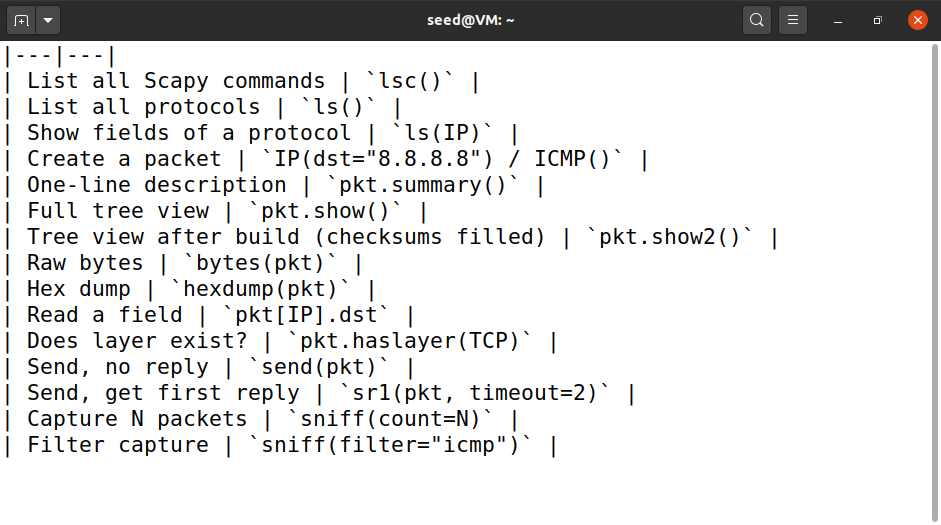 seed@VM: ~
|---|---|
| List all Scapy commands | `lsc()` |
| List all protocols | `ls()` |
| Show fields of a protocol | `ls(IP)` |
| Create a packet | `IP(dst="8.8.8.8") / ICMP()` |
| One-line description | `pkt.summary()` |
| Full tree view | `pkt.show()` |
| Tree view after build (checksums filled) | `pkt.show2()` |
| Raw bytes | `bytes(pkt)` |
| Hex dump | `hexdump(pkt)` |
| Read a field | `pkt[IP].dst` |
| Does layer exist? | `pkt.haslayer(TCP)` |
| Send, no reply | `send(pkt)` |
| Send, get first reply | `sr1(pkt, timeout=2)` |
| Capture N packets | `sniff(count=N)` |
| Filter capture | `sniff(filter="icmp")` |